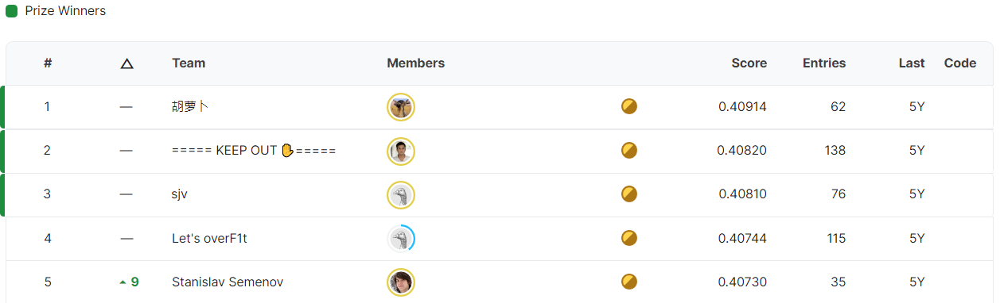 Prize Winners
# △ Team Members Score Entries Last Code
1 — 胡萝卜 0.40914 62 5Y
2 — ===== KEEP OUT ✋===== 0.40820 138 5Y
3 — sjv 0.40810 76 5Y
4 — Let's overF1t 0.40744 115 5Y
5 ▲ 9 Stanislav Semenov 0.40730 35 5Y